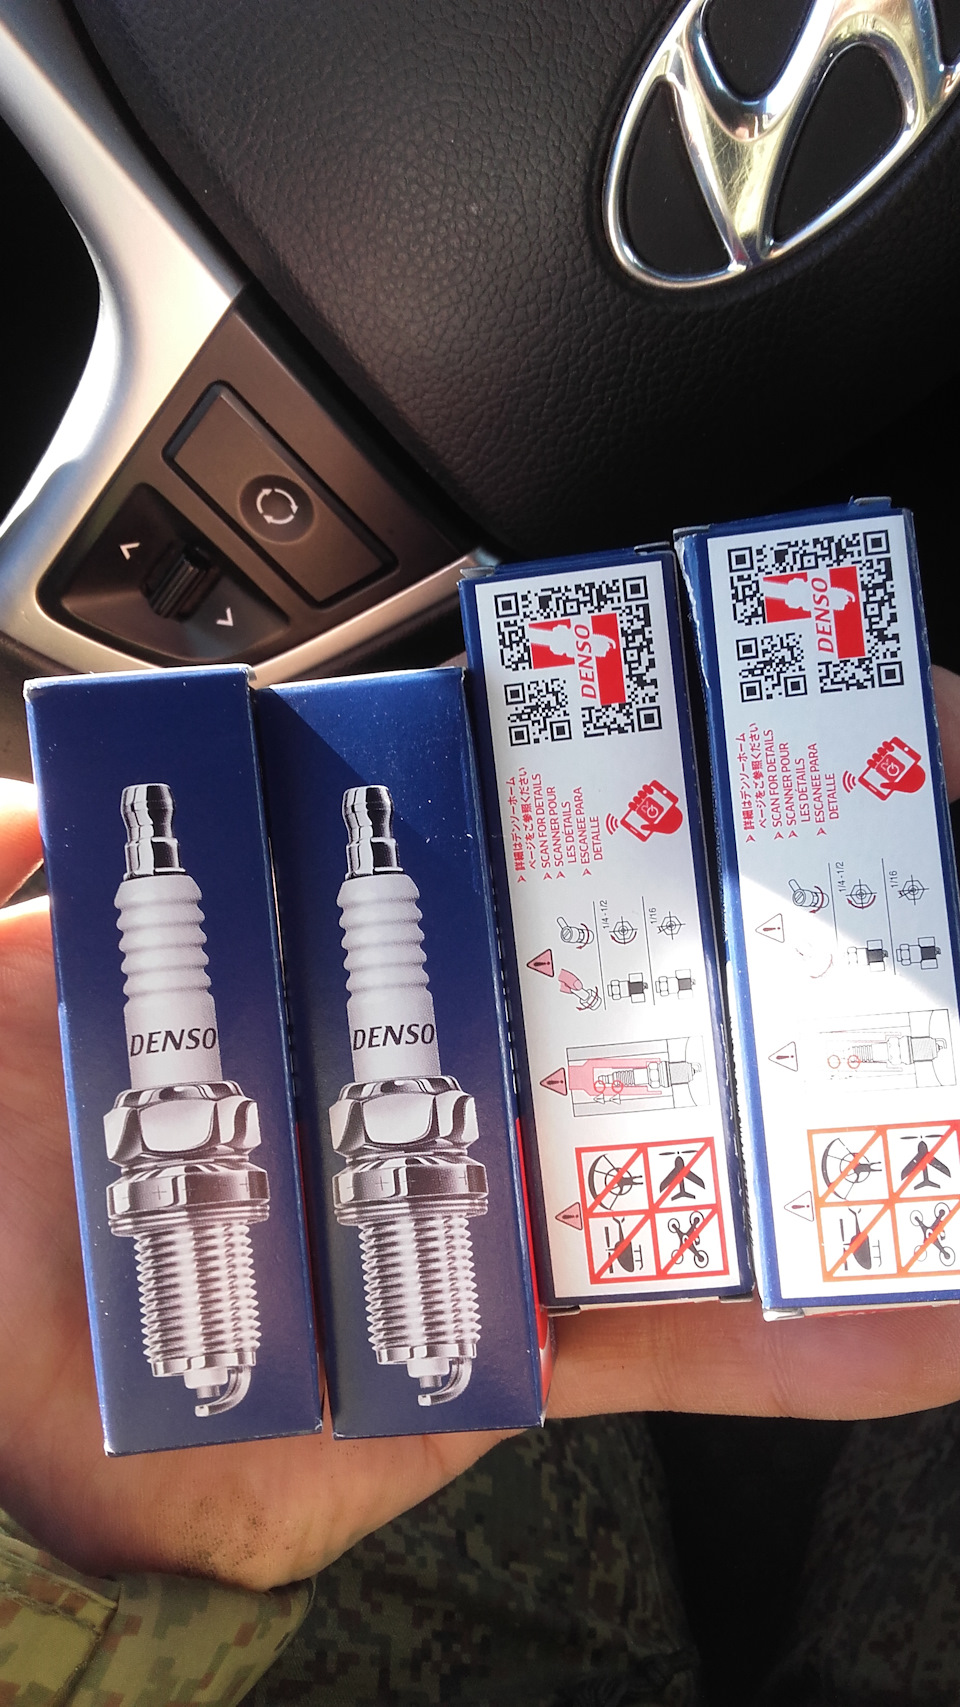 DENSO
DENSO
DENSO
> 詳細はデンソーホーム
ページをご参照ください
> SCAN FOR DETAILS
> SCANNER POUR
LES DÉTAILS
> ESCANEE PARA
DETALLE
1/4 -1/2
1/16
DENSO
> 詳細はデンソーホーム
ページをご参照ください
> SCAN FOR DETAILS
> SCANNER POUR
LES DÉTAILS
> ESCANEE PARA
DETALLE
1/4 -1/2
1/16